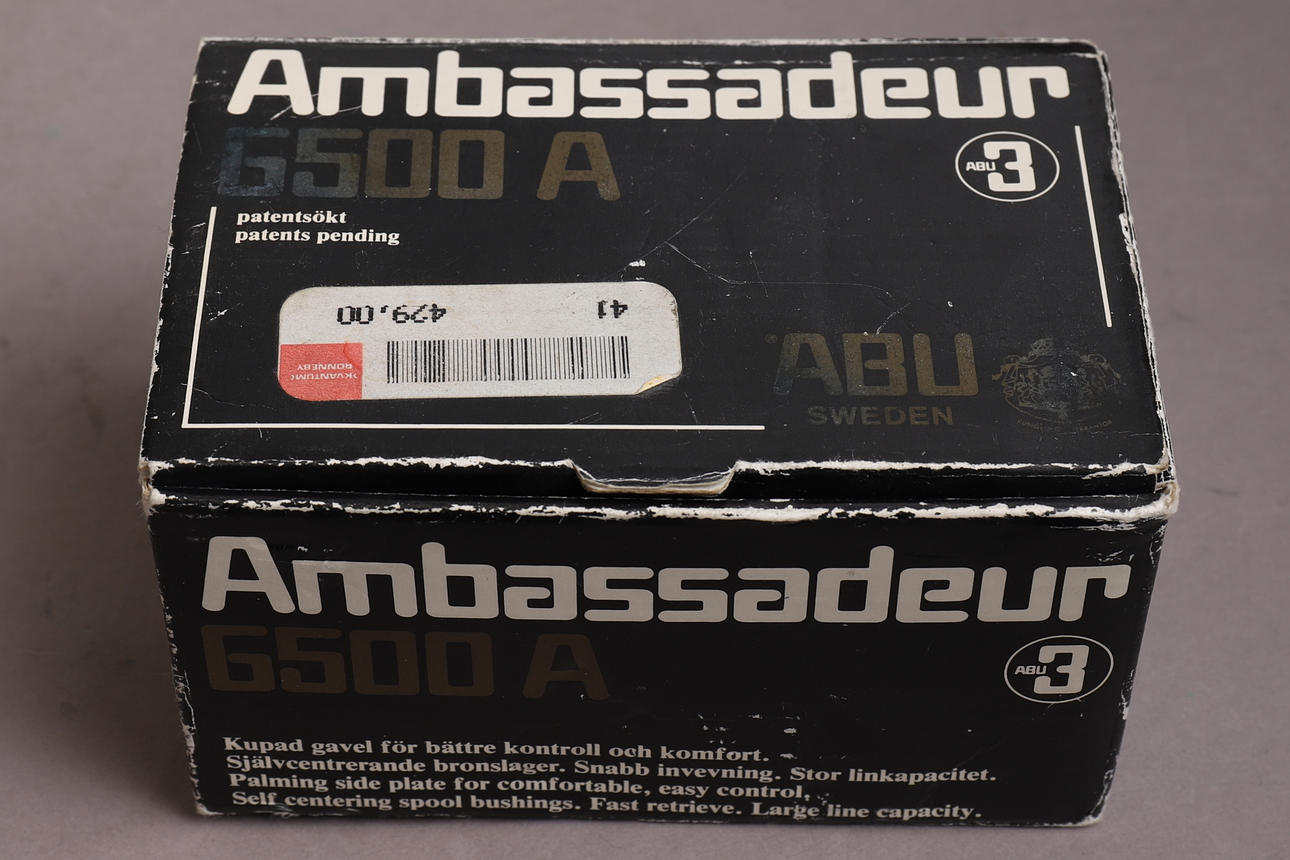 Ambassadeur
6500 A
ABU 3
patentsökt
patents pending
429,00
41
KVANTUM
RONNEBY
ABU
SWEDEN
Ambassadeur
6500 A
ABU 3
Kupad gavel för bättre kontroll och komfort.
Självcentrerande bronslager. Snabb invevning. Stor linkapacitet.
Palming side plate for comfortable, easy control.
Self centering spool bushings. Fast retrieve. Large line capacity.